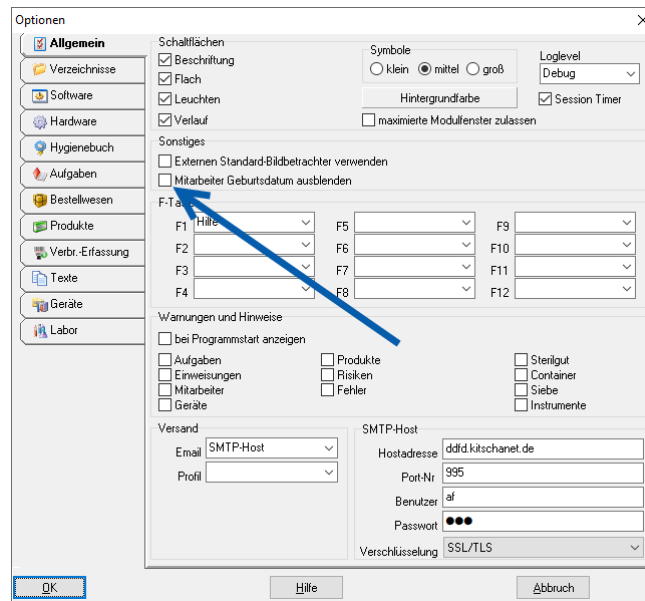 Optionen
Allgemein
Verzeichnisse
Software
Hardware
Hygienebuch
Aufgaben
Bestellwesen
Produkte
Verbr.-Erfassung
Texte
Geräte
Labor
Schaltflächen
Beschriftung
Flach
Leuchten
Verlauf
Symbole
klein mittel groß
Hintergrundfarbe
maximierte Modulfenster zulassen
Loglevel
Debug
Session Timer
Sonstiges
Externen Standard-Bildbetrachter verwenden
Mitarbeiter Geburtsdatum ausblenden
F1 Hilfe F5 F9
F2 F6 F10
F3 F7 F11
F4 F8 F12
Warnungen und Hinweise
bei Programmstart anzeigen
Aufgaben Produkte Sterilgut
Einweisungen Risiken Container
Mitarbeiter Fehler Siebe
Geräte Instrumente
Versand
Email SMTP-Host
Profil
SMTP-Host
Hostadresse ddfd.kitschanet.de
Port-Nr 995
Benutzer af
Passwort ●●●
Verschlüsselung SSL/TLS
OK Hilfe Abbruch